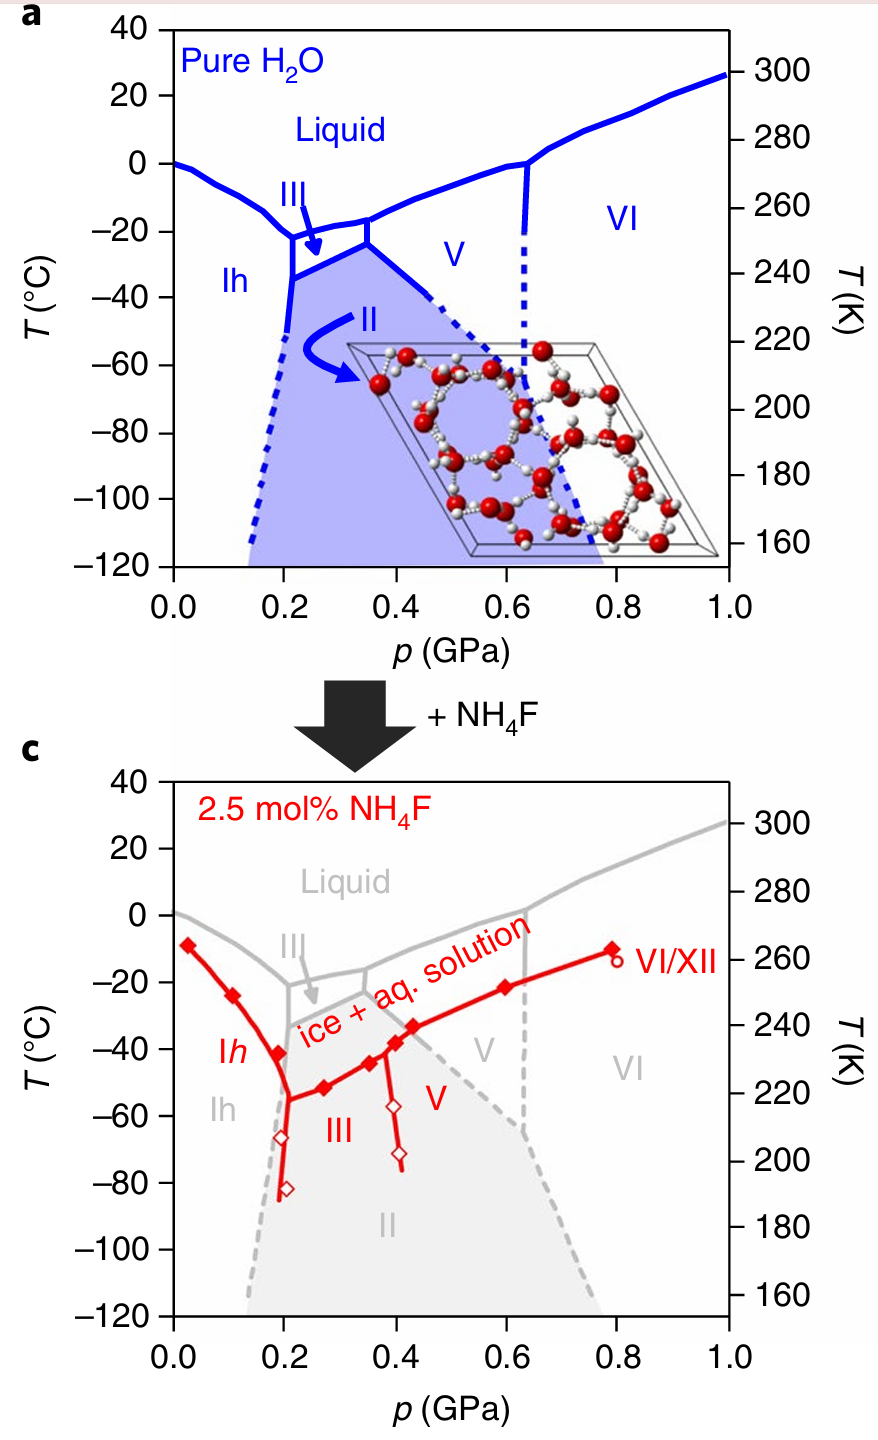 a
40
20
0
–20
–40
–60
–80
–100
–120
T (°C)
Pure H2O
Liquid
III
Ih
II
V
VI
300
280
260
240
220
200
180
160
T (K)
0.0 0.2 0.4 0.6 0.8 1.0
p (GPa)
+ NH4F
c
40
20
0
–20
–40
–60
–80
–100
–120
T (°C)
2.5 mol% NH4F
Liquid
III
ice + aq. solution
VI/XII
Ih
Ih
III
V
V
VI
II
300
280
260
240
220
200
180
160
T (K)
0.0 0.2 0.4 0.6 0.8 1.0
p (GPa)